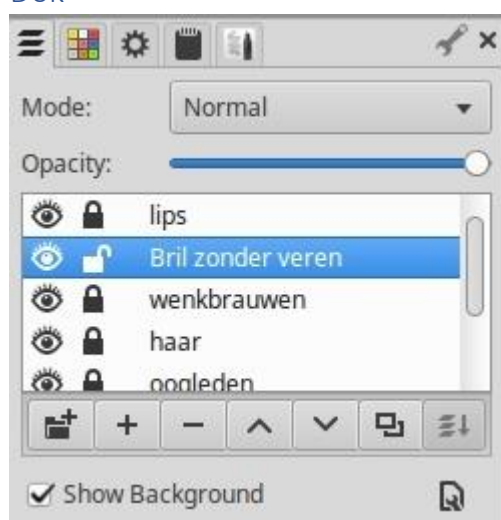 Mode: Normal
Opacity:
lips
Bril zonder veren
wenkbrauwen
haar
oogleden
Show Background